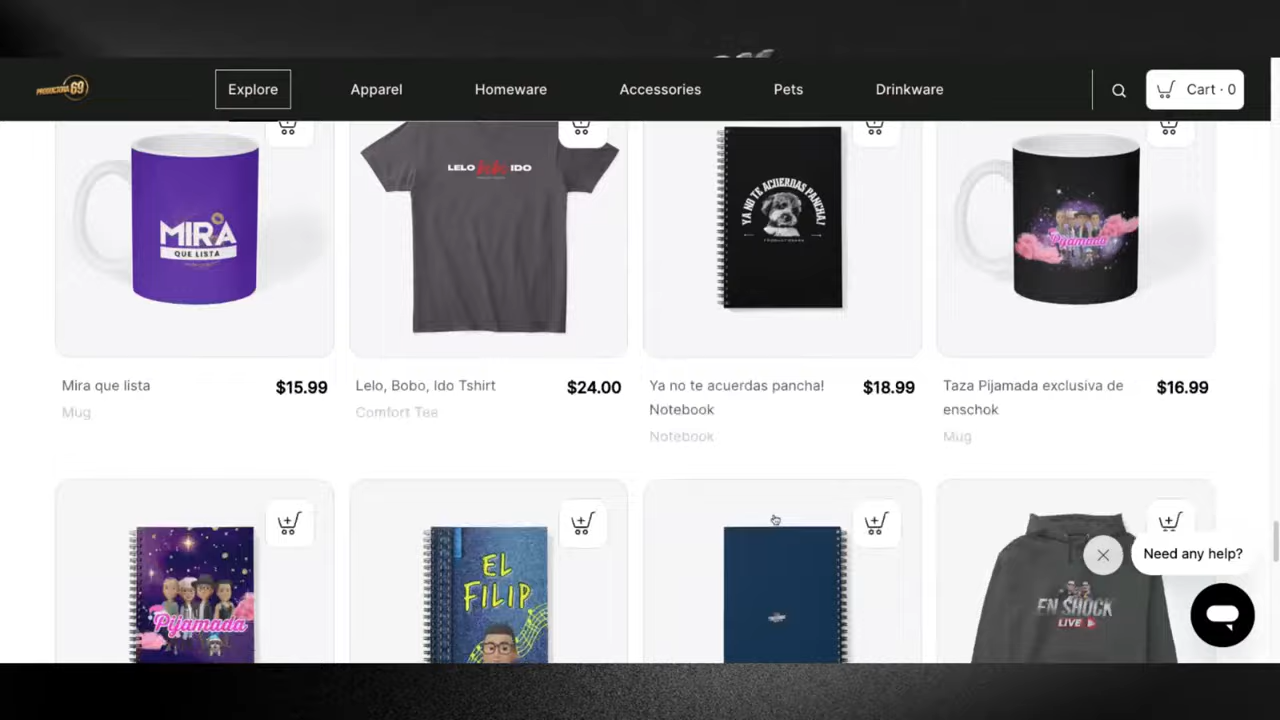 PRODUCTORA 69
Explore
Apparel
Homeware
Accessories
Pets
Drinkware
Cart · 0
MIRA
QUE LISTA
LELO bobo IDO
YA NO TE ACUERDAS PANCHA!
Pijamada
Mira que lista
$15.99
Mug
Lelo, Bobo, Ido Tshirt
$24.00
Comfort Tee
Ya no te acuerdas pancha!
Notebook
$18.99
Notebook
Taza Pijamada exclusiva de
enschok
$16.99
Mug
Pijamada
EL
FILIP
EN SHOCK
LIVE
Need any help?